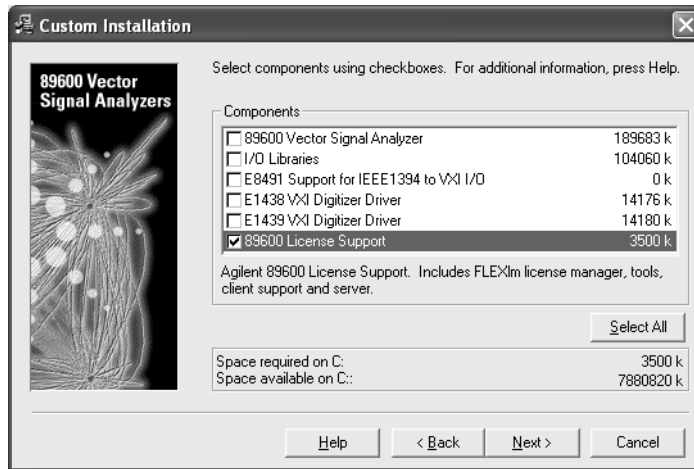 Custom Installation
89600 Vector
Signal Analyzers
Select components using checkboxes. For additional information, press Help.
Components
89600 Vector Signal Analyzer 189683 k
I/O Libraries 104060 k
E8491 Support for IEEE1394 to VXI I/O 0 k
E1438 VXI Digitizer Driver 14176 k
E1439 VXI Digitizer Driver 14180 k
89600 License Support 3500 k
Agilent 89600 License Support. Includes FLEXlm license manager, tools,
client support and server.
Select All
Space required on C: 3500 k
Space available on C:: 7880820 k
Help < Back Next > Cancel